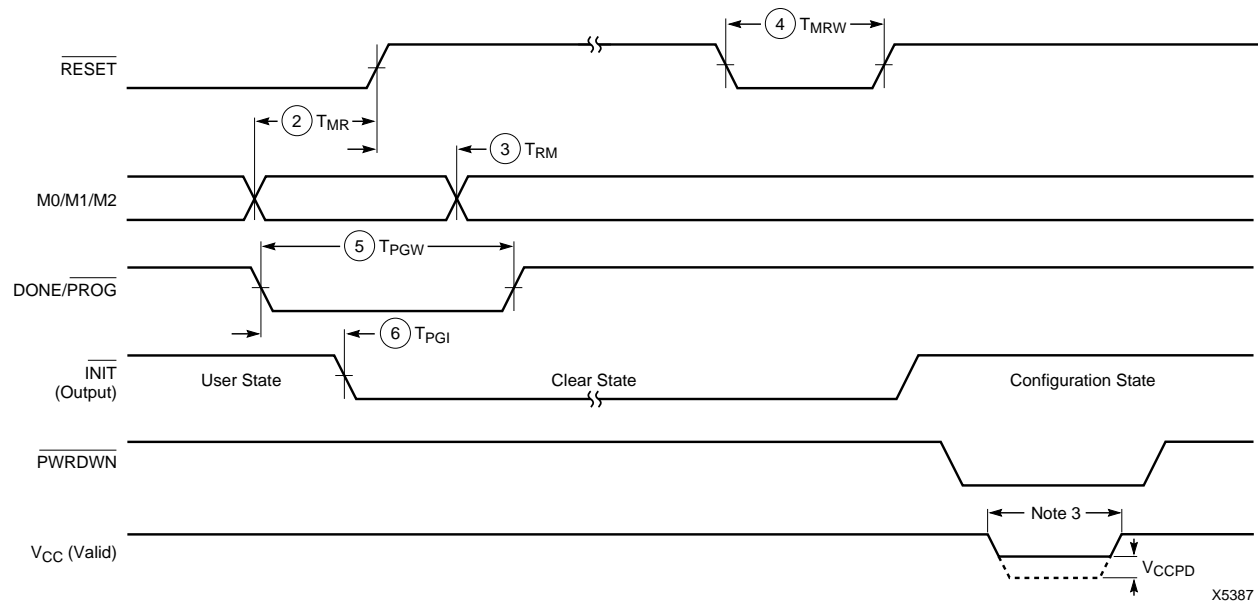 4 TMRW
RESET
2 TMR
3 TRM
M0/M1/M2
5 TPGW
DONE/PROG
6 TPGI
INIT
(Output)
User State
Clear State
Configuration State
PWRDWN
Note 3
VCC (Valid)
VCCPD
X5387